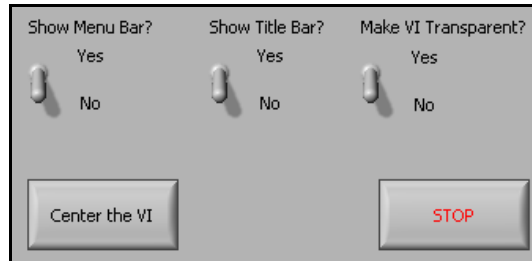 Show Menu Bar? Show Title Bar? Make VI Transparent?
Yes Yes Yes
No No No
Center the VI STOP